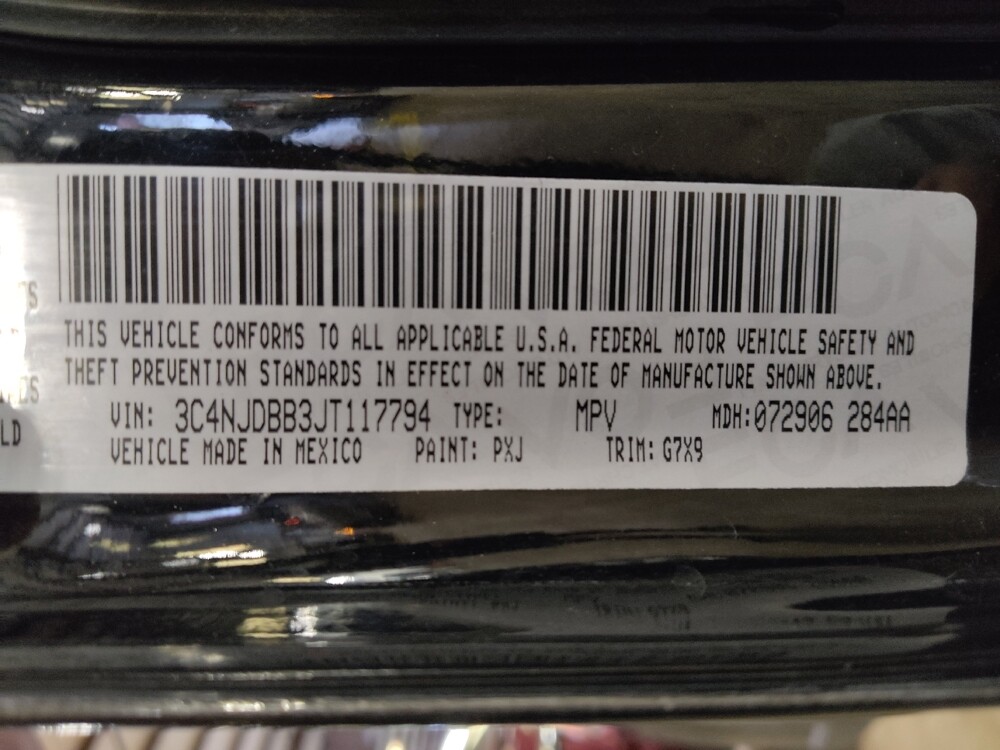 THIS VEHICLE CONFORMS TO ALL APPLICABLE U.S.A. FEDERAL MOTOR VEHICLE SAFETY AND
THEFT PREVENTION STANDARDS IN EFFECT ON THE DATE OF MANUFACTURE SHOWN ABOVE.
VIN: 3C4NJDBB3JT117794 TYPE: MPV MDH:072906 284AA
VEHICLE MADE IN MEXICO PAINT: PXJ TRIM: G7X9